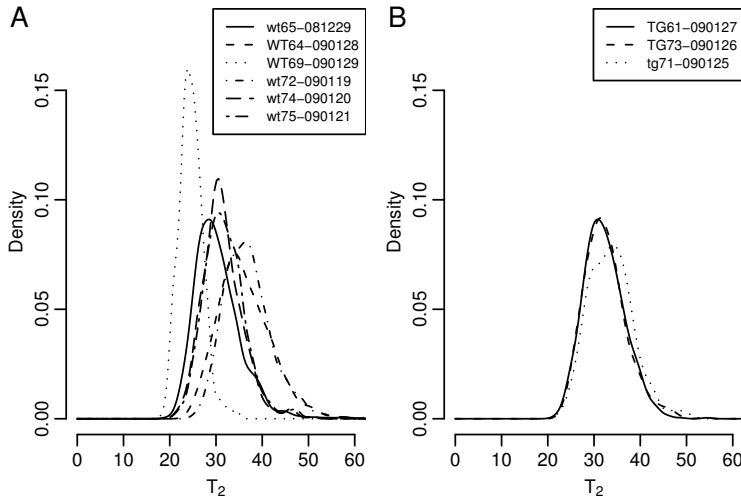 A
wt65−081229
WT64−090128
WT69−090129
wt72−090119
wt74−090120
wt75−090121
Density
0.15
0.10
0.05
0.00
0 10 20 30 40 50 60
T2
B
TG61−090127
TG73−090126
tg71−090125
Density
0.15
0.10
0.05
0.00
0 10 20 30 40 50 60
T2